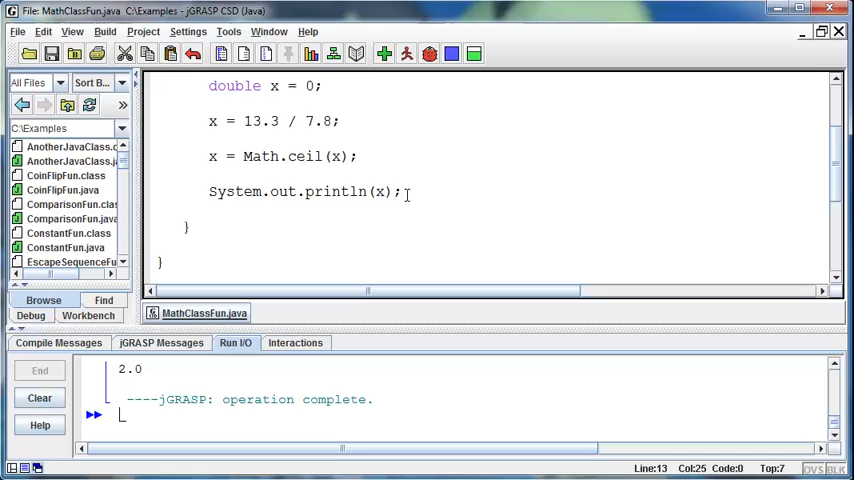 File: MathClassFun.java  C:\Examples - jGRASP CSD (Java)
File Edit View Build Project Settings Tools Window Help
All Files Sort B...
C:\Examples
AnotherJavaClass.c
AnotherJavaClass.j
CoinFlipFun.class
CoinFlipFun.java
ComparisonFun.clas
ComparisonFun.java
ConstantFun.class
ConstantFun.java
EscapeSequenceFu
Browse Find
Debug Workbench
double x = 0;
x = 13.3 / 7.8;
x = Math.ceil(x);
System.out.println(x);
}
}
MathClassFun.java
Compile Messages jGRASP Messages Run I/O Interactions
End
Clear
Help
2.0
----jGRASP: operation complete.
Line:13 Col:25 Code:0 Top:7 OVS BLK